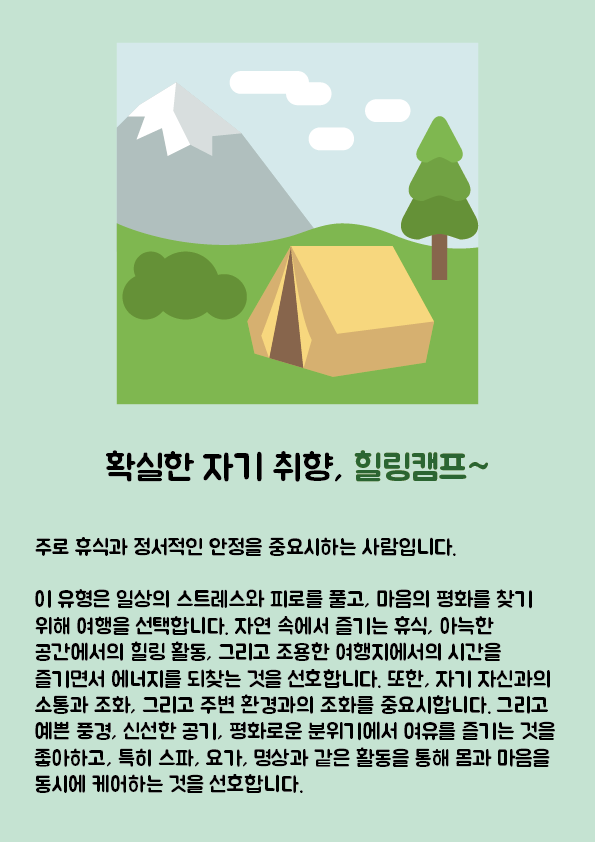 확실한 자기 취향, 힐링캠프~
주로 휴식과 정서적인 안정을 중요시하는 사람입니다.
이 유형은 일상의 스트레스와 피로를 풀고, 마음의 평화를 찾기
위해 여행을 선택합니다. 자연 속에서 즐기는 휴식, 아늑한
공간에서의 힐링 활동, 그리고 조용한 여행지에서의 시간을
즐기면서 에너지를 되찾는 것을 선호합니다. 또한, 자기 자신과의
소통과 조화, 그리고 주변 환경과의 조화를 중요시합니다. 그리고
예쁜 풍경, 신선한 공기, 평화로운 분위기에서 여유를 즐기는 것을
좋아하고, 특히 스파, 요가, 명상과 같은 활동을 통해 몸과 마음을
동시에 케어하는 것을 선호합니다.